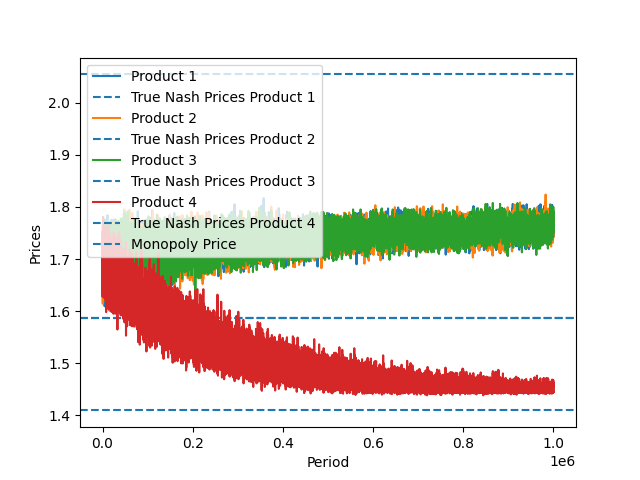 Product 1
True Nash Prices Product 1
Product 2
True Nash Prices Product 2
Product 3
True Nash Prices Product 3
Product 4
True Nash Prices Product 4
Monopoly Price
2.0
1.9
1.8
1.7
1.6
1.5
1.4
Prices
0.0 0.2 0.4 0.6 0.8 1.0
1e6
Period